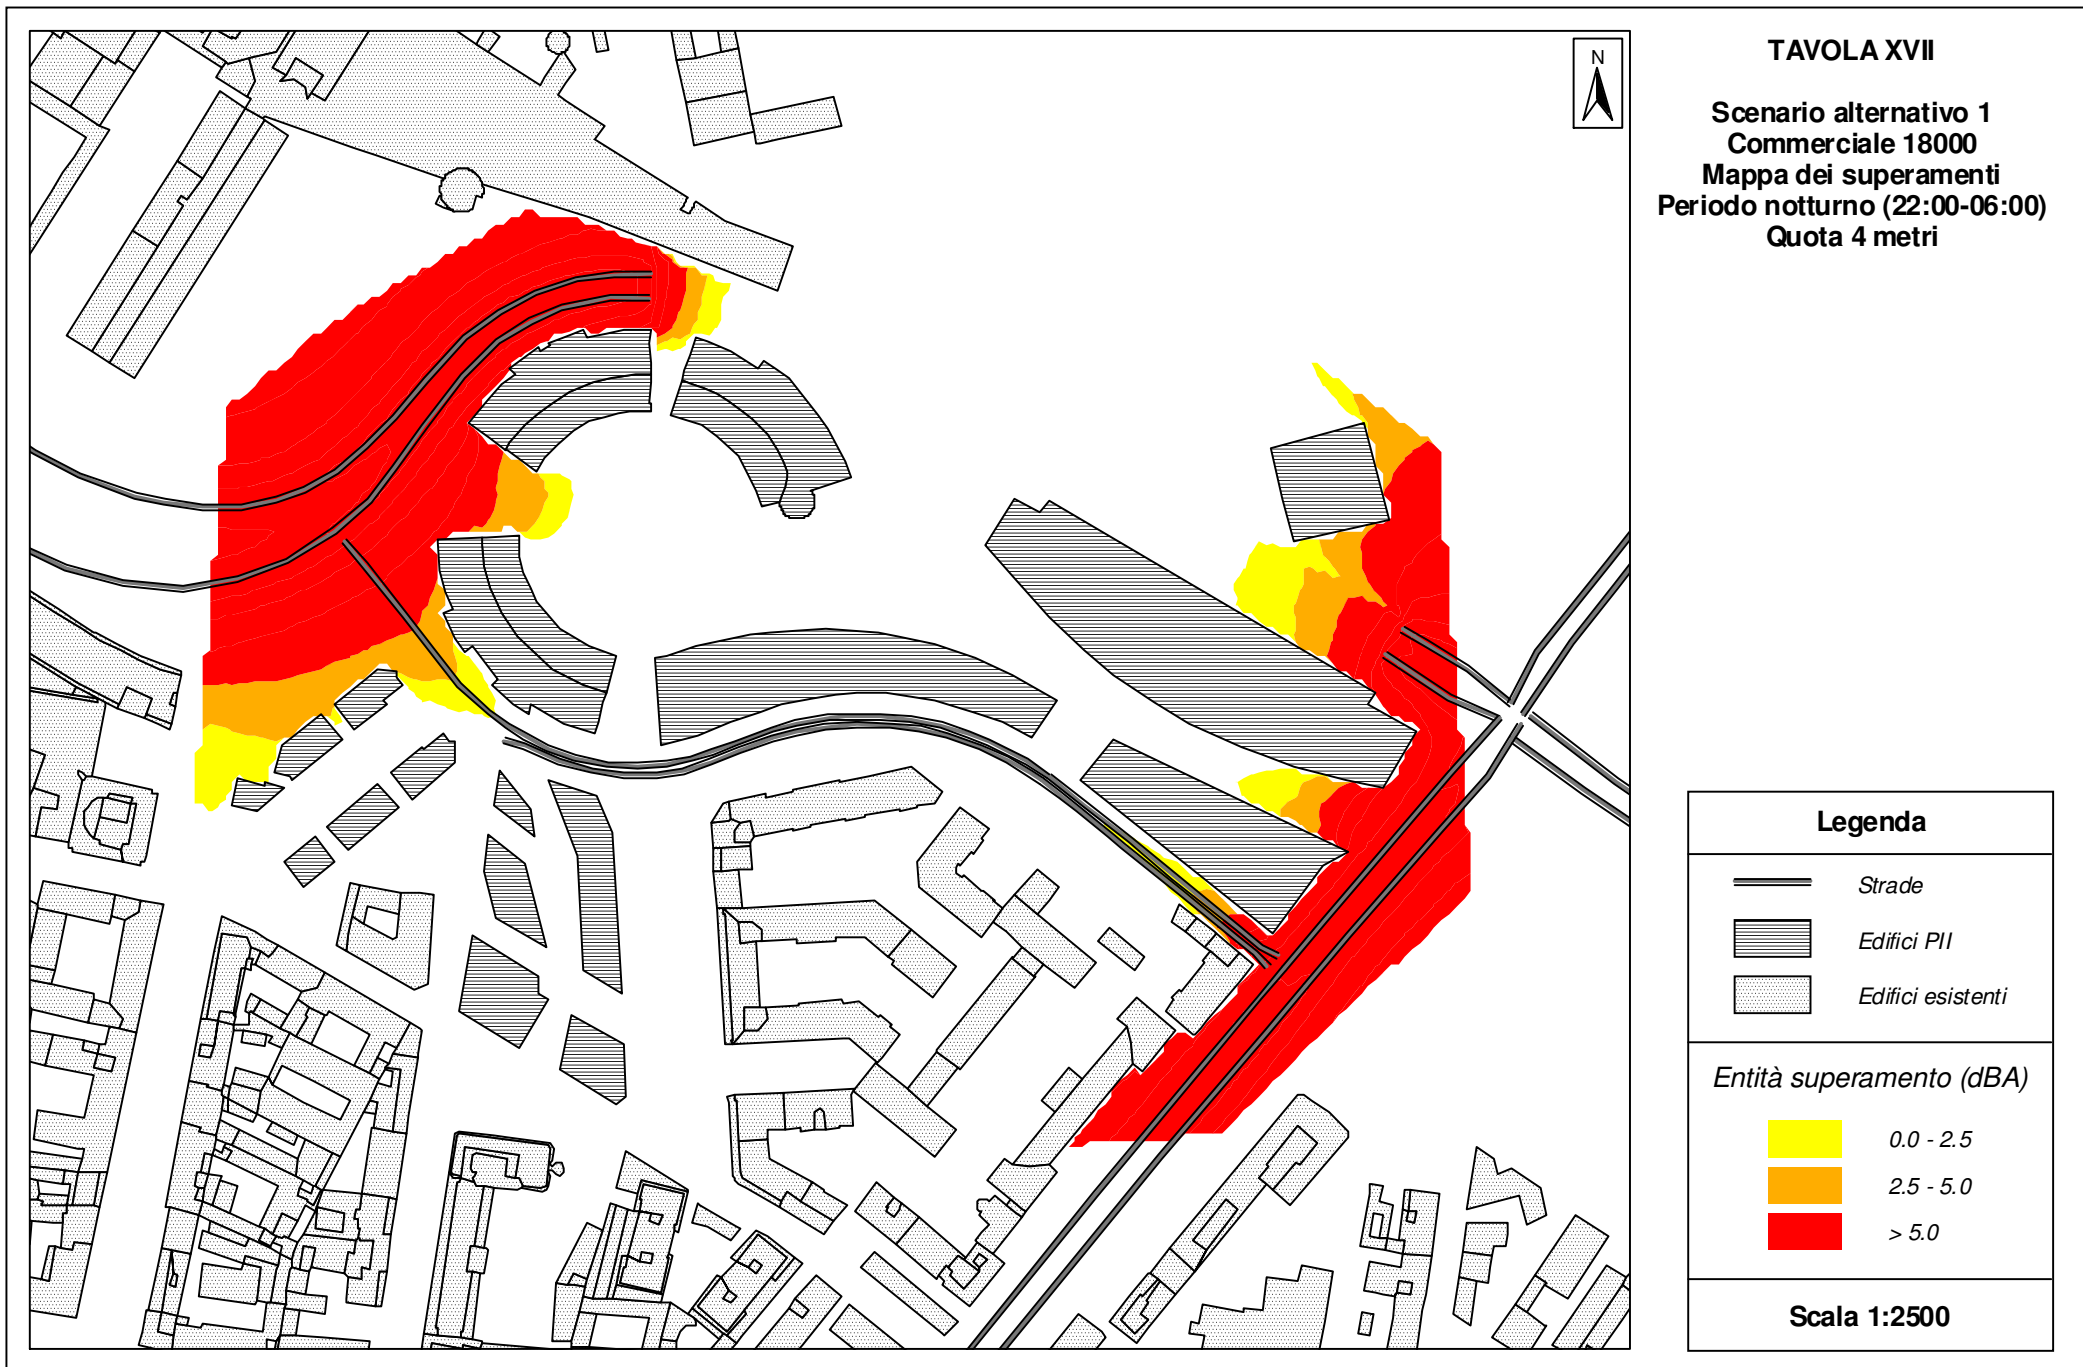 N
TAVOLA XVII
Scenario alternativo 1
Commerciale 18000
Mappa dei superamenti
Periodo notturno (22:00-06:00)
Quota 4 metri
Legenda
Strade
Edifici PII
Edifici esistenti
Entità superamento (dBA)
0.0 - 2.5
2.5 - 5.0
> 5.0
Scala 1:2500